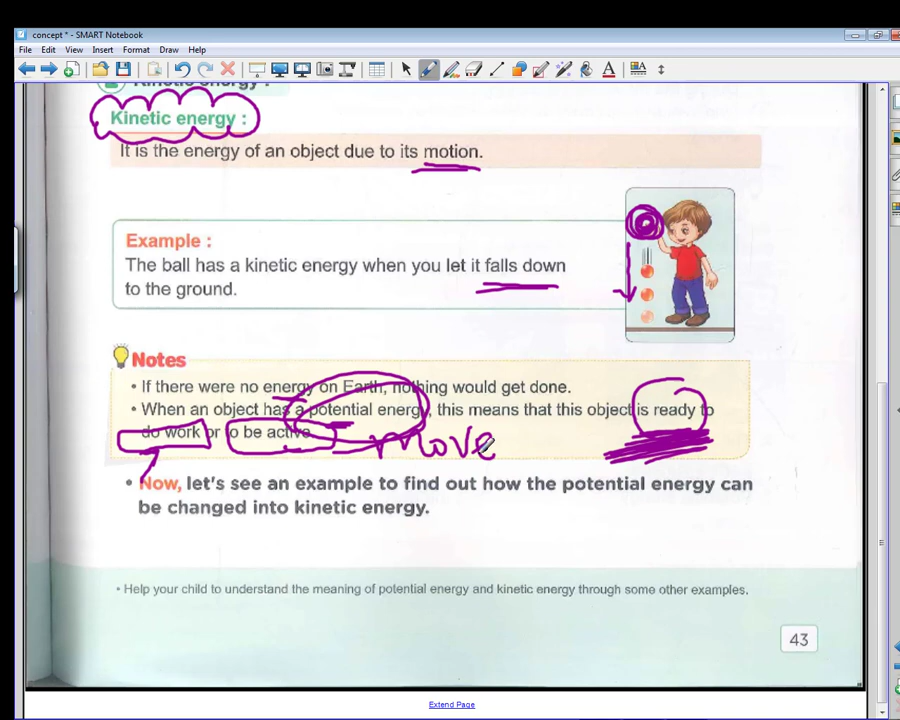 concept * - SMART Notebook
File Edit View Insert Format Draw Help
Kinetic energy :
Kinetic energy :
It is the energy of an object due to its motion.
Example :
The ball has a kinetic energy when you let it falls down
to the ground.
Notes
• If there were no energy on Earth, nothing would get done.
• When an object has a potential energy, this means that this object is ready to
do work or to be active.
move
• Now, let's see an example to find out how the potential energy can
be changed into kinetic energy.
• Help your child to understand the meaning of potential energy and kinetic energy through some other examples.
43
Extend Page